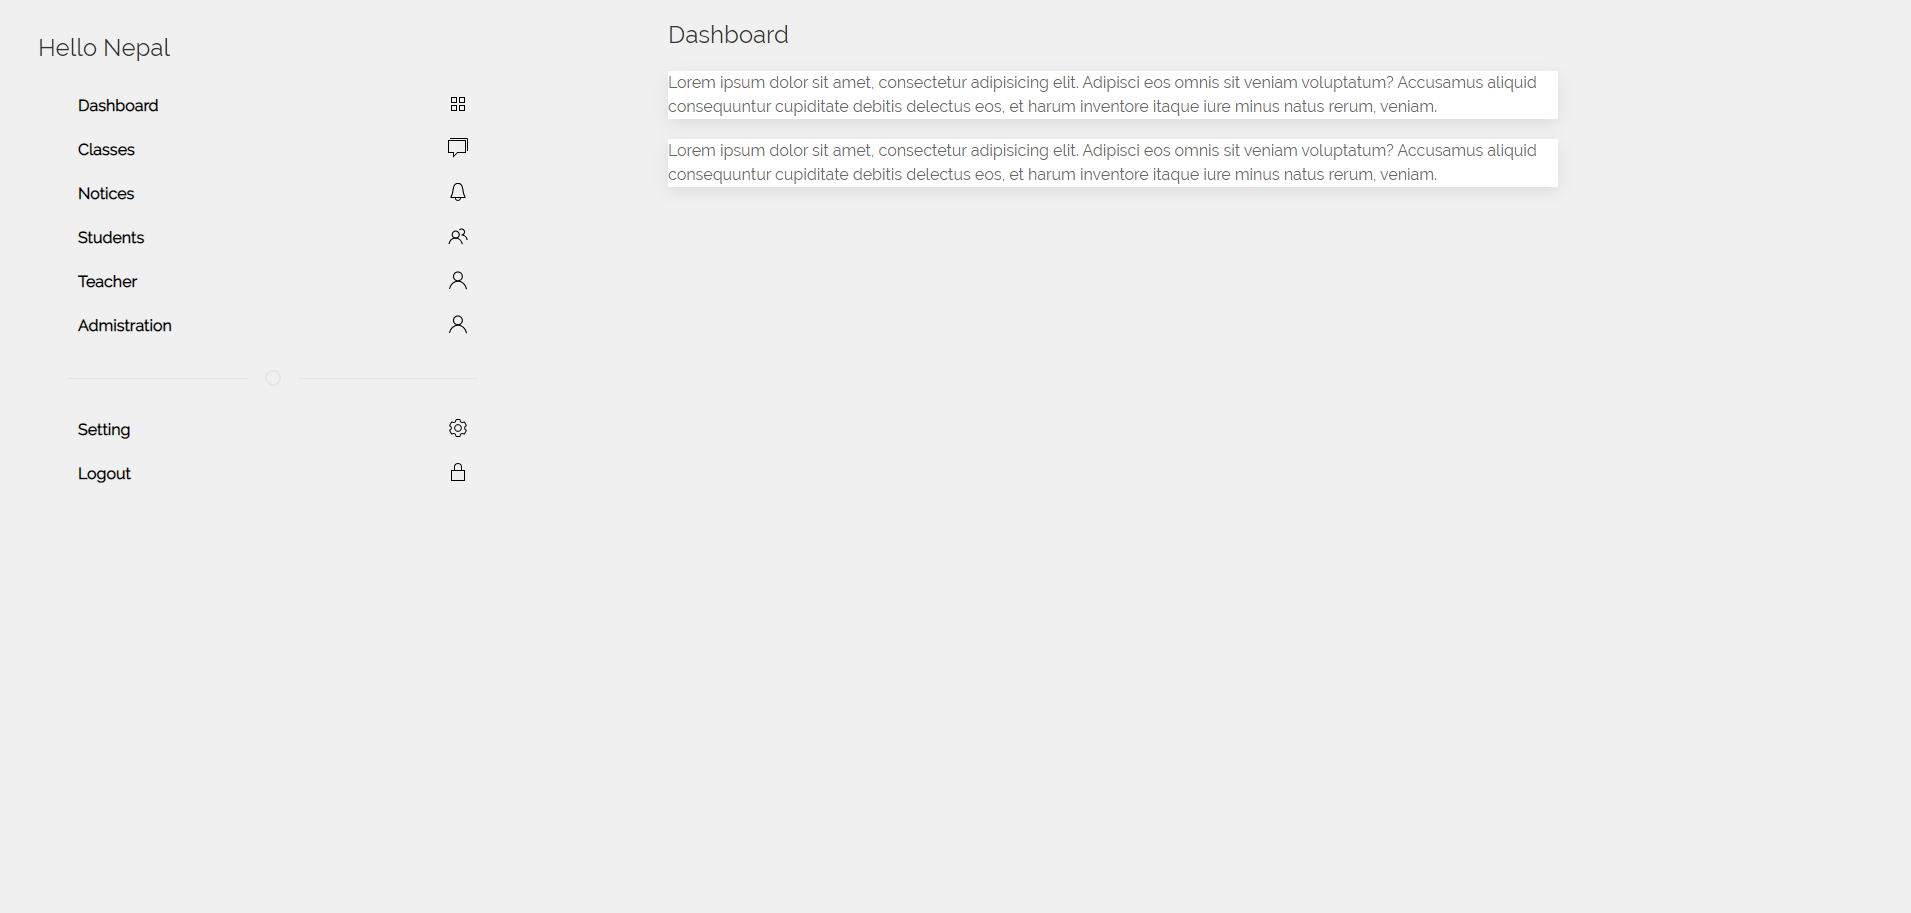 Hello Nepal
Dashboard
Classes
Notices
Students
Teacher
Admistration
Setting
Logout
Dashboard
Lorem ipsum dolor sit amet, consectetur adipisicing elit. Adipisci eos omnis sit veniam voluptatum? Accusamus aliquid
consequuntur cupiditate debitis delectus eos, et harum inventore itaque iure minus natus rerum, veniam.
Lorem ipsum dolor sit amet, consectetur adipisicing elit. Adipisci eos omnis sit veniam voluptatum? Accusamus aliquid
consequuntur cupiditate debitis delectus eos, et harum inventore itaque iure minus natus rerum, veniam.